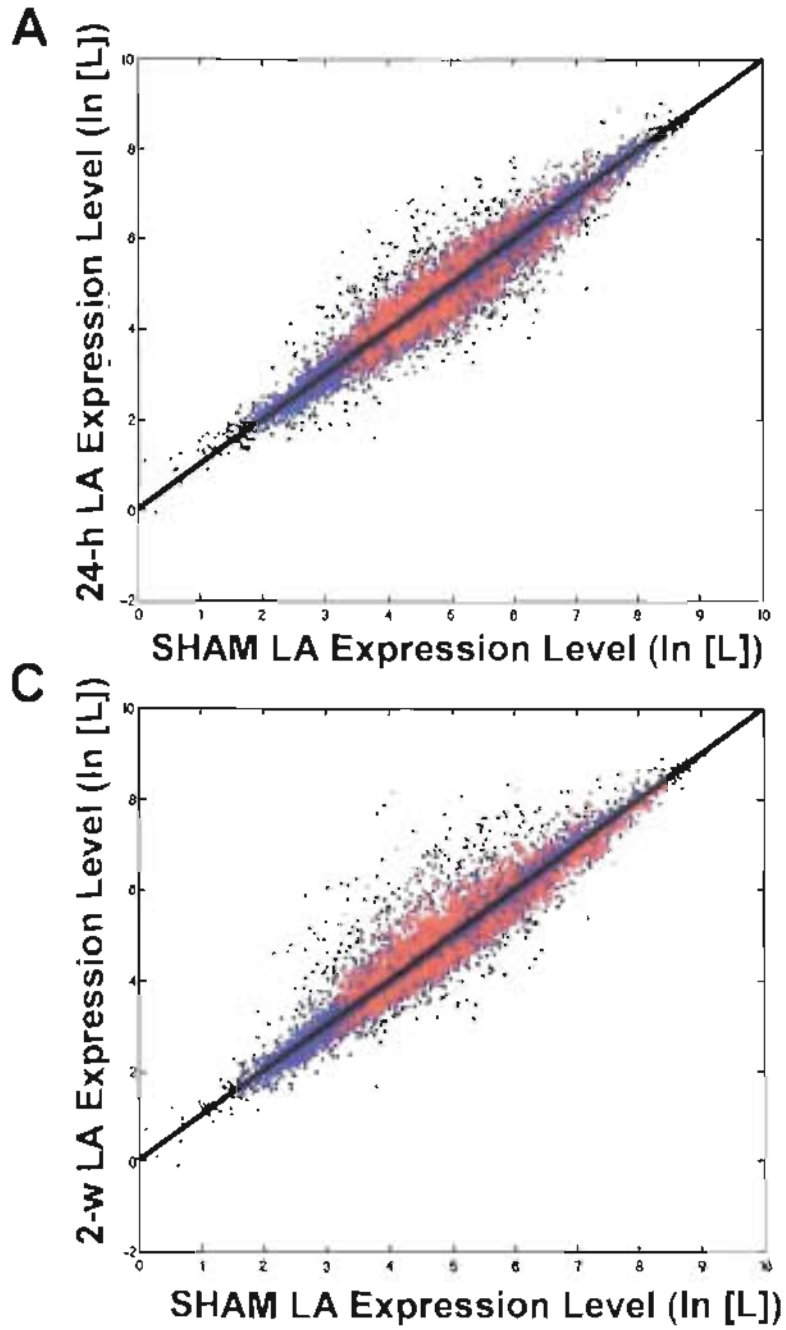 A
24-h LA Expression Level (ln [L])
10
8
6
4
2
0
-2
0 1 2 3 4 5 6 7 8 9 10
SHAM LA Expression Level (ln [L])
C
2-w LA Expression Level (ln [L])
10
8
6
4
2
0
-2
0 1 2 3 4 5 6 7 8 9 10
SHAM LA Expression Level (ln [L])